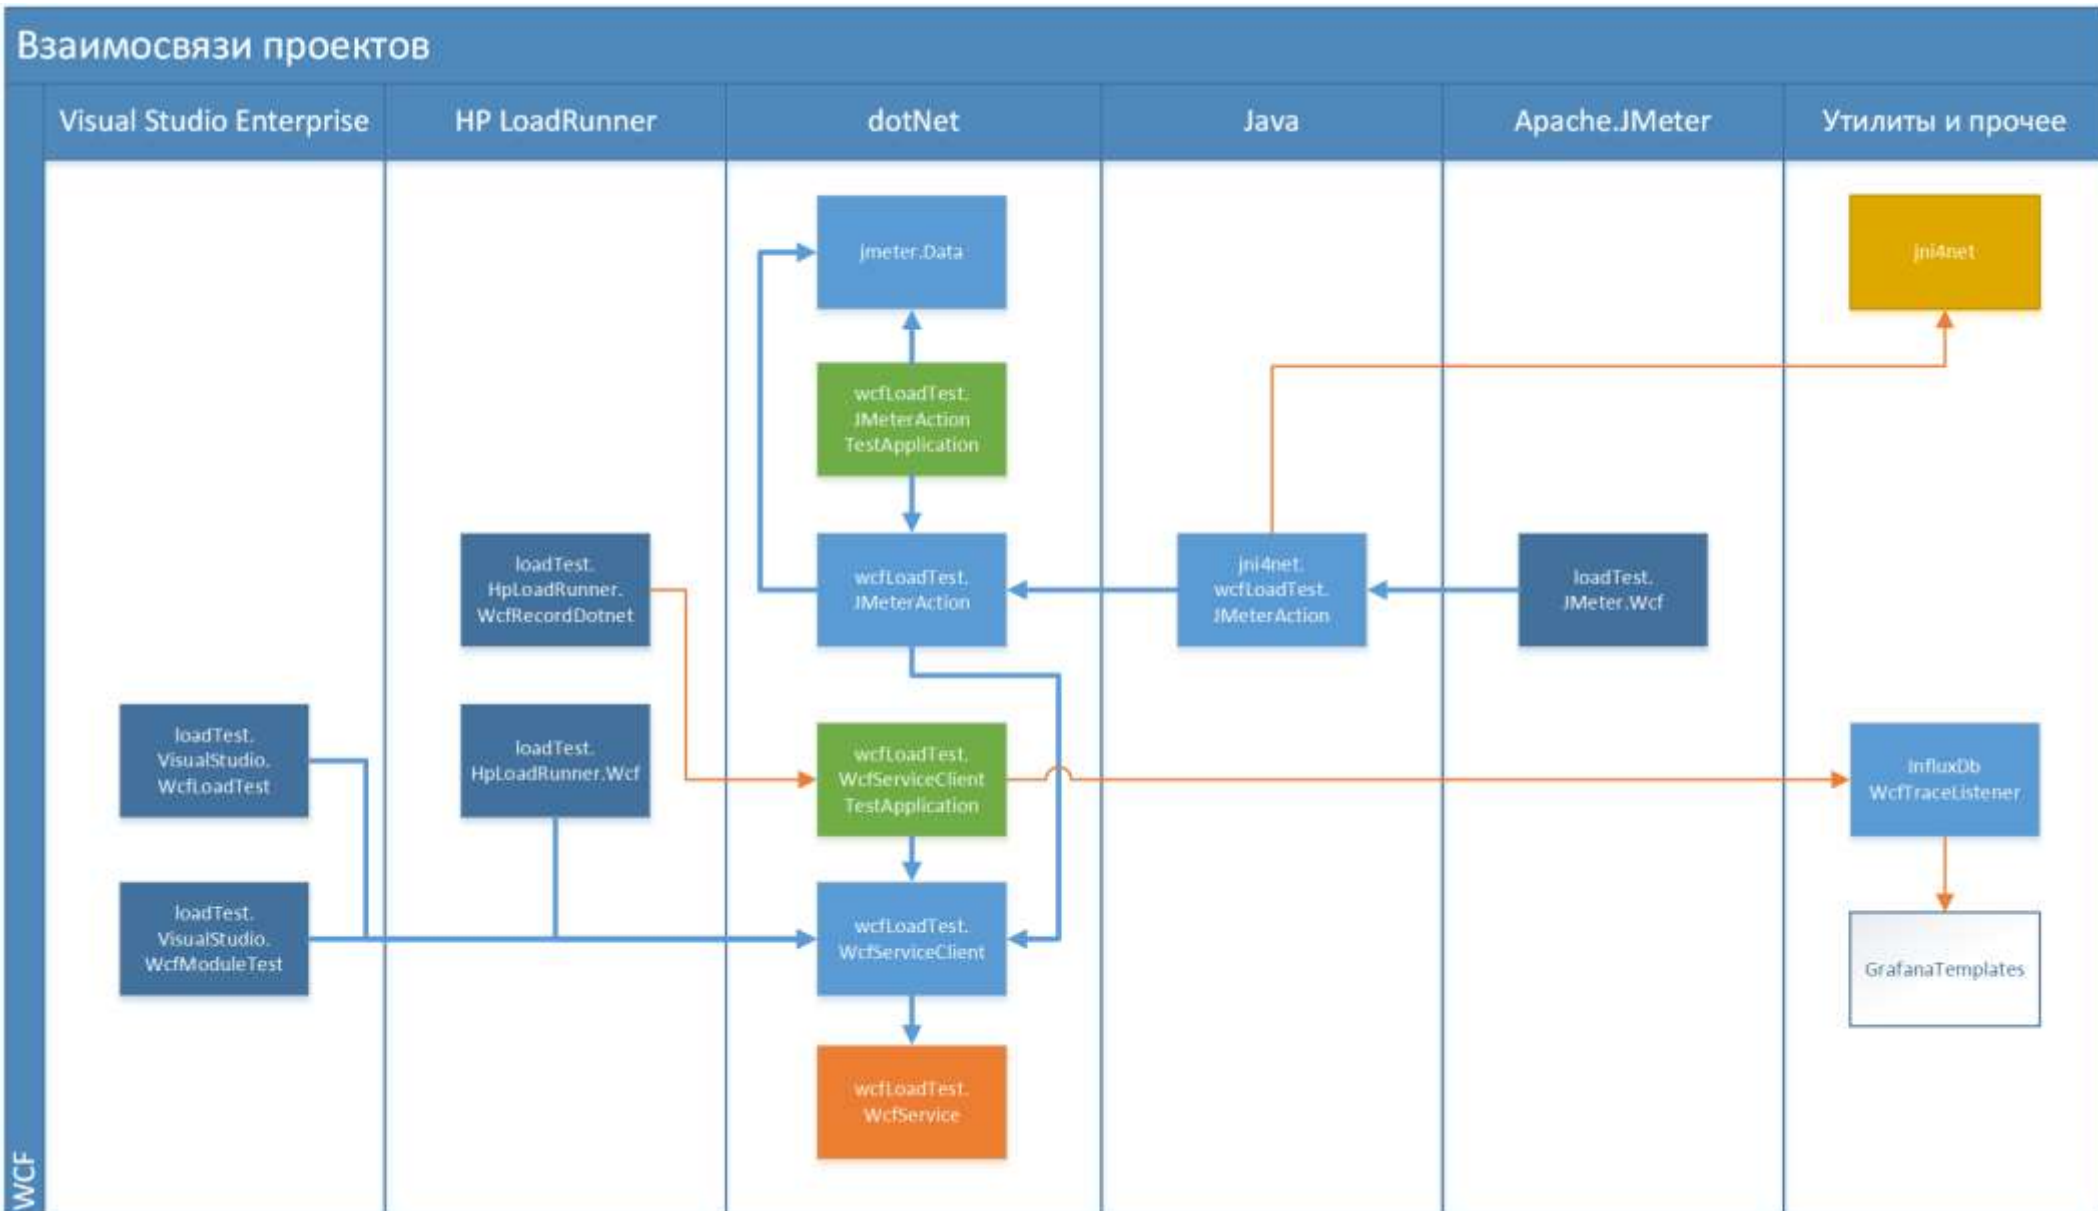 Взаимосвязи проектов
Visual Studio Enterprise
HP LoadRunner
dotNet
Java
Apache.JMeter
Утилиты и прочее
jmeter.Data
jni4net
wcfLoadTest.
JMeterAction
TestApplication
loadTest.
HpLoadRunner.
WcfRecordDotnet
wcfLoadTest.
JMeterAction
jni4net.
wcfLoadTest.
JMeterAction
loadTest.
JMeter.Wcf
loadTest.
VisualStudio.
WcfLoadTest
loadTest.
HpLoadRunner.Wcf
wcfLoadTest.
WcfServiceClient
TestApplication
InfluxDb
WcfTraceListener
loadTest.
VisualStudio.
WcfModuleTest
wcfLoadTest.
WcfServiceClient
GrafanaTemplates
wcfLoadTest.
WcfService
WCF